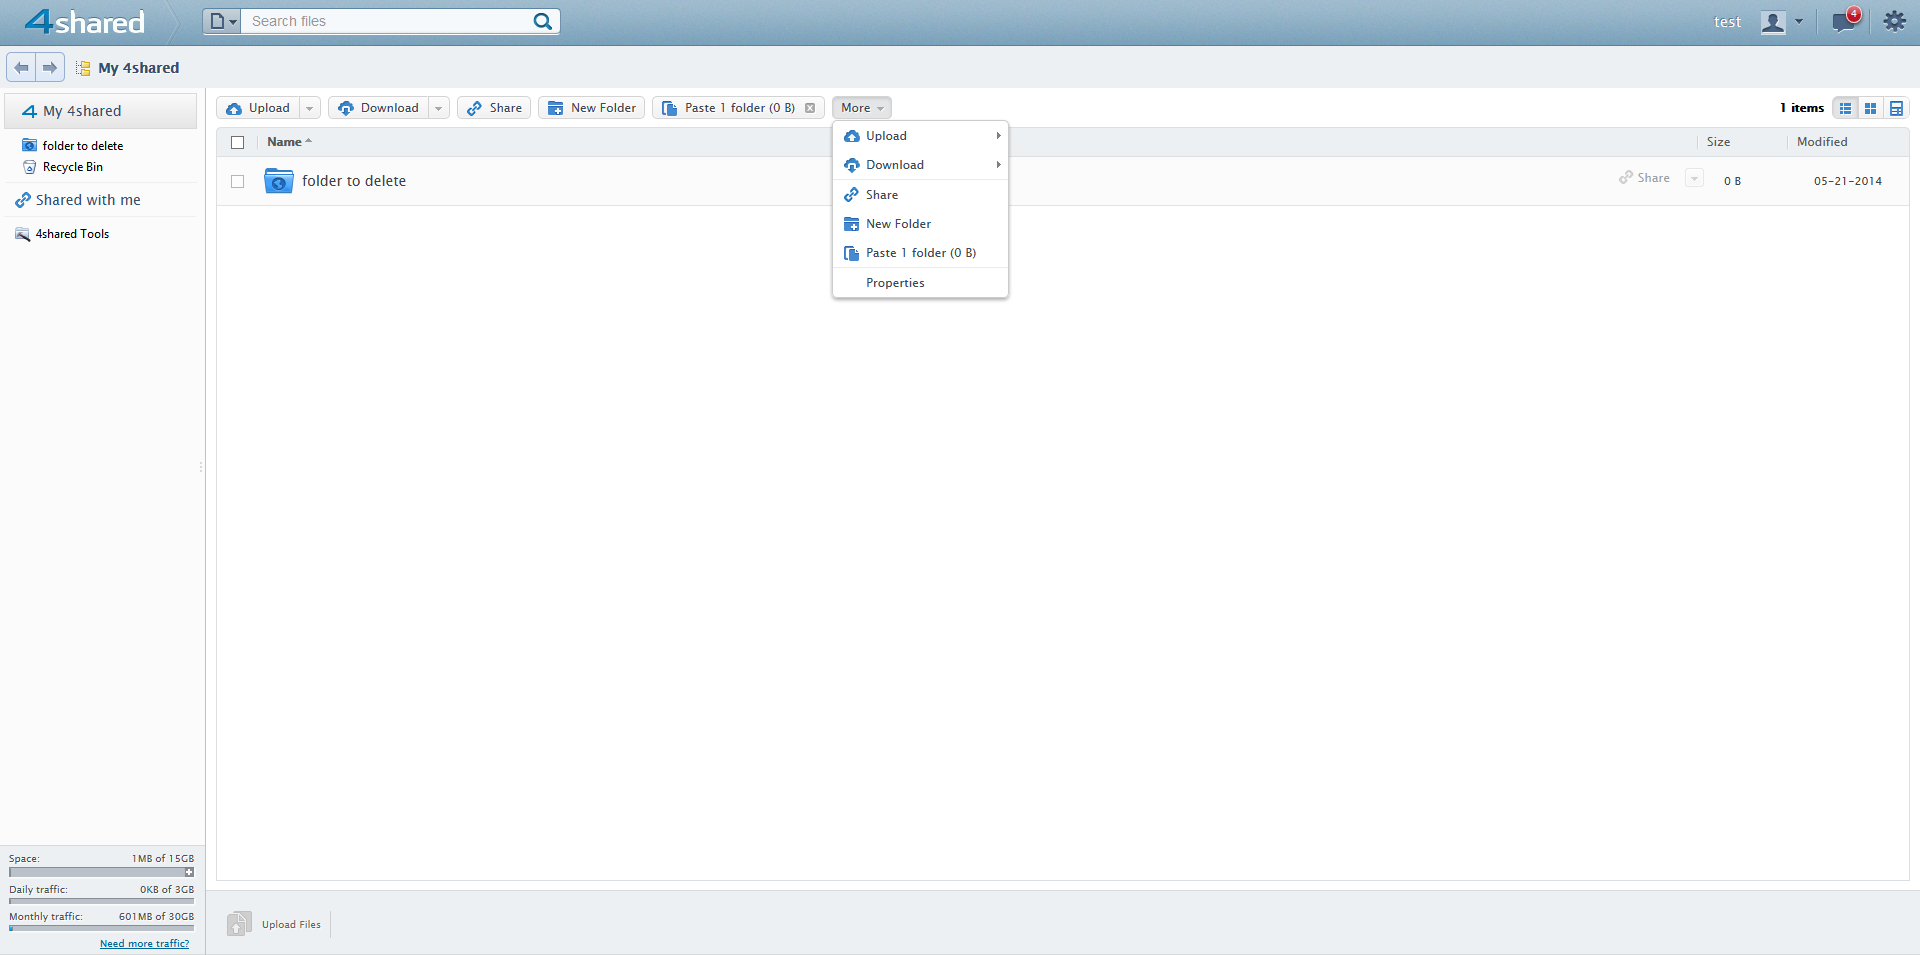 4shared
Search files
test
4
My 4shared
My 4shared
folder to delete
Recycle Bin
Shared with me
4shared Tools
Upload
Download
Share
New Folder
Paste 1 folder (0 B)
More
1 items
Name
Size
Modified
folder to delete
Share
0 B
05-21-2014
Upload
Download
Share
New Folder
Paste 1 folder (0 B)
Properties
Space: 1MB of 15GB
Daily traffic: 0KB of 3GB
Monthly traffic: 601MB of 30GB
Need more traffic?
Upload Files